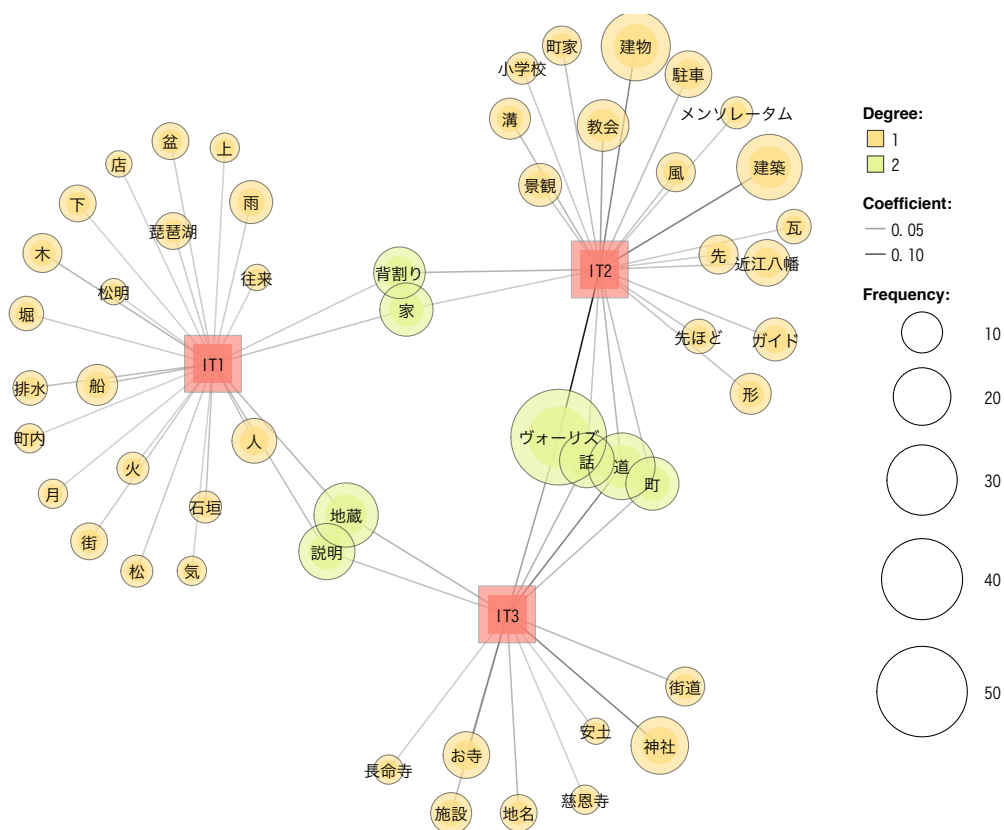 町家
建物
小学校
駐車
メンソレータム
溝
教会
盆
上
店
風
建築
景観
下
雨
琵琶湖
瓦
木
先
近江八幡
背割り
IT2
往来
松明
家
堀
先ほど
ガイド
IT1
船
排水
形
町内
人
ヴォーリズ
話
道
火
町
月
石垣
地蔵
街
説明
松
気
IT3
街道
安土
神社
お寺
長命寺
慈恩寺
施設
地名
Degree:
1
2
Coefficient:
0.05
0.10
Frequency:
10
20
30
40
50